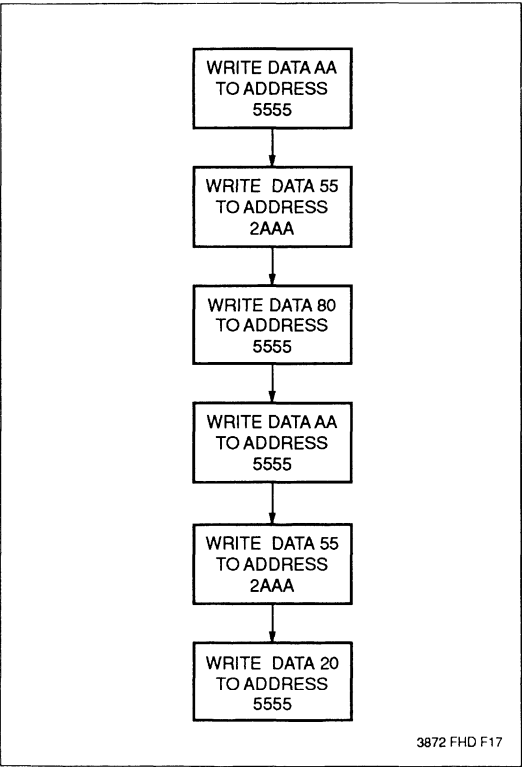 WRITE DATA AA
TO ADDRESS
5555
WRITE DATA 55
TO ADDRESS
2AAA
WRITE DATA 80
TO ADDRESS
5555
WRITE DATA AA
TO ADDRESS
5555
WRITE DATA 55
TO ADDRESS
2AAA
WRITE DATA 20
TO ADDRESS
5555
3872 FHD F17